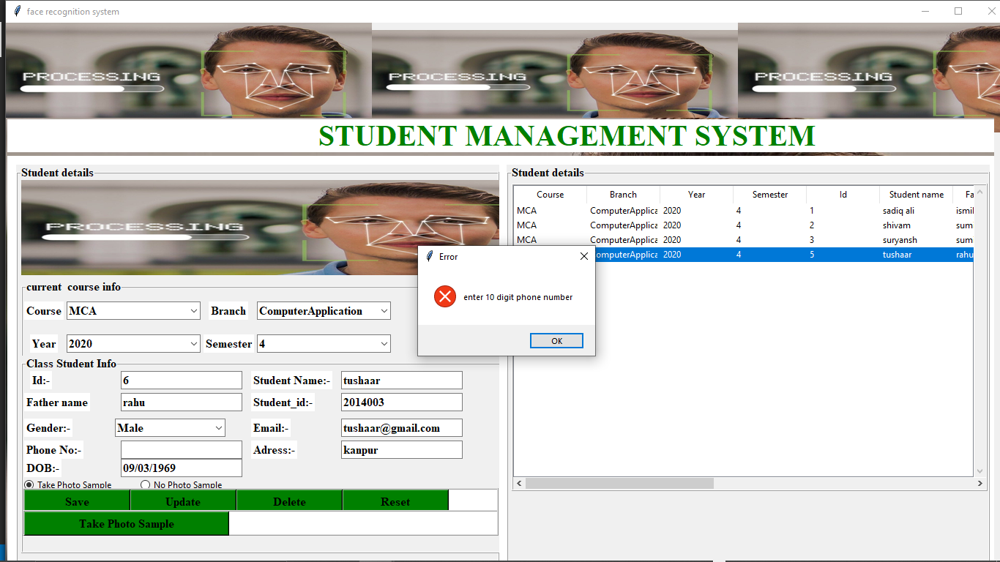 face recognition system
PROCESSING PROCESSING PROCESSING
STUDENT MANAGEMENT SYSTEM
Student details
PROCESSING
current course info
Course MCA Branch ComputerApplication
Year 2020 Semester 4
Class Student Info
Id:- 6 Student Name:- tushaar
Father name rahu Student_id:- 2014003
Gender:- Male Email:- tushaar@gmail.com
Phone No:- Adress:- kanpur
DOB:- 09/03/1969
Take Photo Sample No Photo Sample
Save Update Delete Reset
Take Photo Sample
Student details
Course Branch Year Semester Id Student name Fa
MCA ComputerApplica 2020 4 1 sadiq ali ismil
MCA ComputerApplica 2020 4 2 shivam sum
MCA ComputerApplica 2020 4 3 suryansh sum
omputerApplica 2020 4 5 tushaar rahu
Error
enter 10 digit phone number
OK